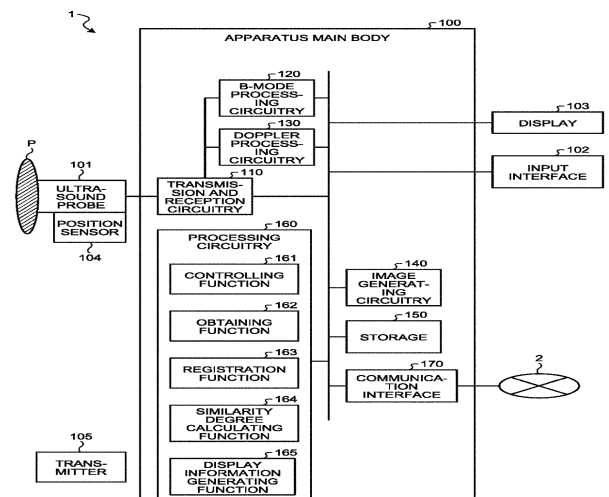 1
100
APPARATUS MAIN BODY
120
B-MODE
PROCESS-
ING
CIRCUITRY
130
DOPPLER
PROCESS-
ING
CIRCUITRY
103
DISPLAY
102
INPUT
INTERFACE
P
101
ULTRA-
SOUND
PROBE
POSITION
SENSOR
104
110
TRANSMIS-
SION AND
RECEPTION
CIRCUITRY
160
PROCESSING
CIRCUITRY
161
CONTROLLING
FUNCTION
162
OBTAINING
FUNCTION
163
REGISTRATION
FUNCTION
164
SIMILARITY
DEGREE
CALCULATING
FUNCTION
165
DISPLAY
INFORMATION
GENERATING
FUNCTION
140
IMAGE
GENERAT-
ING
CIRCUITRY
150
STORAGE
170
COMMUNICA-
TION
INTERFACE
2
105
TRANS-
MITTER